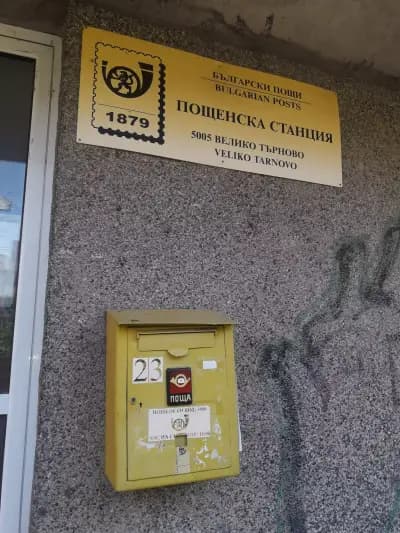 БЪЛГАРСКИ ПОЩИ
BULGARIAN POSTS
1879
ПОЩЕНСКА СТАНЦИЯ
5005 ВЕЛИКО ТЪРНОВО
VELIKO TARNOVO
23
ПОЩА